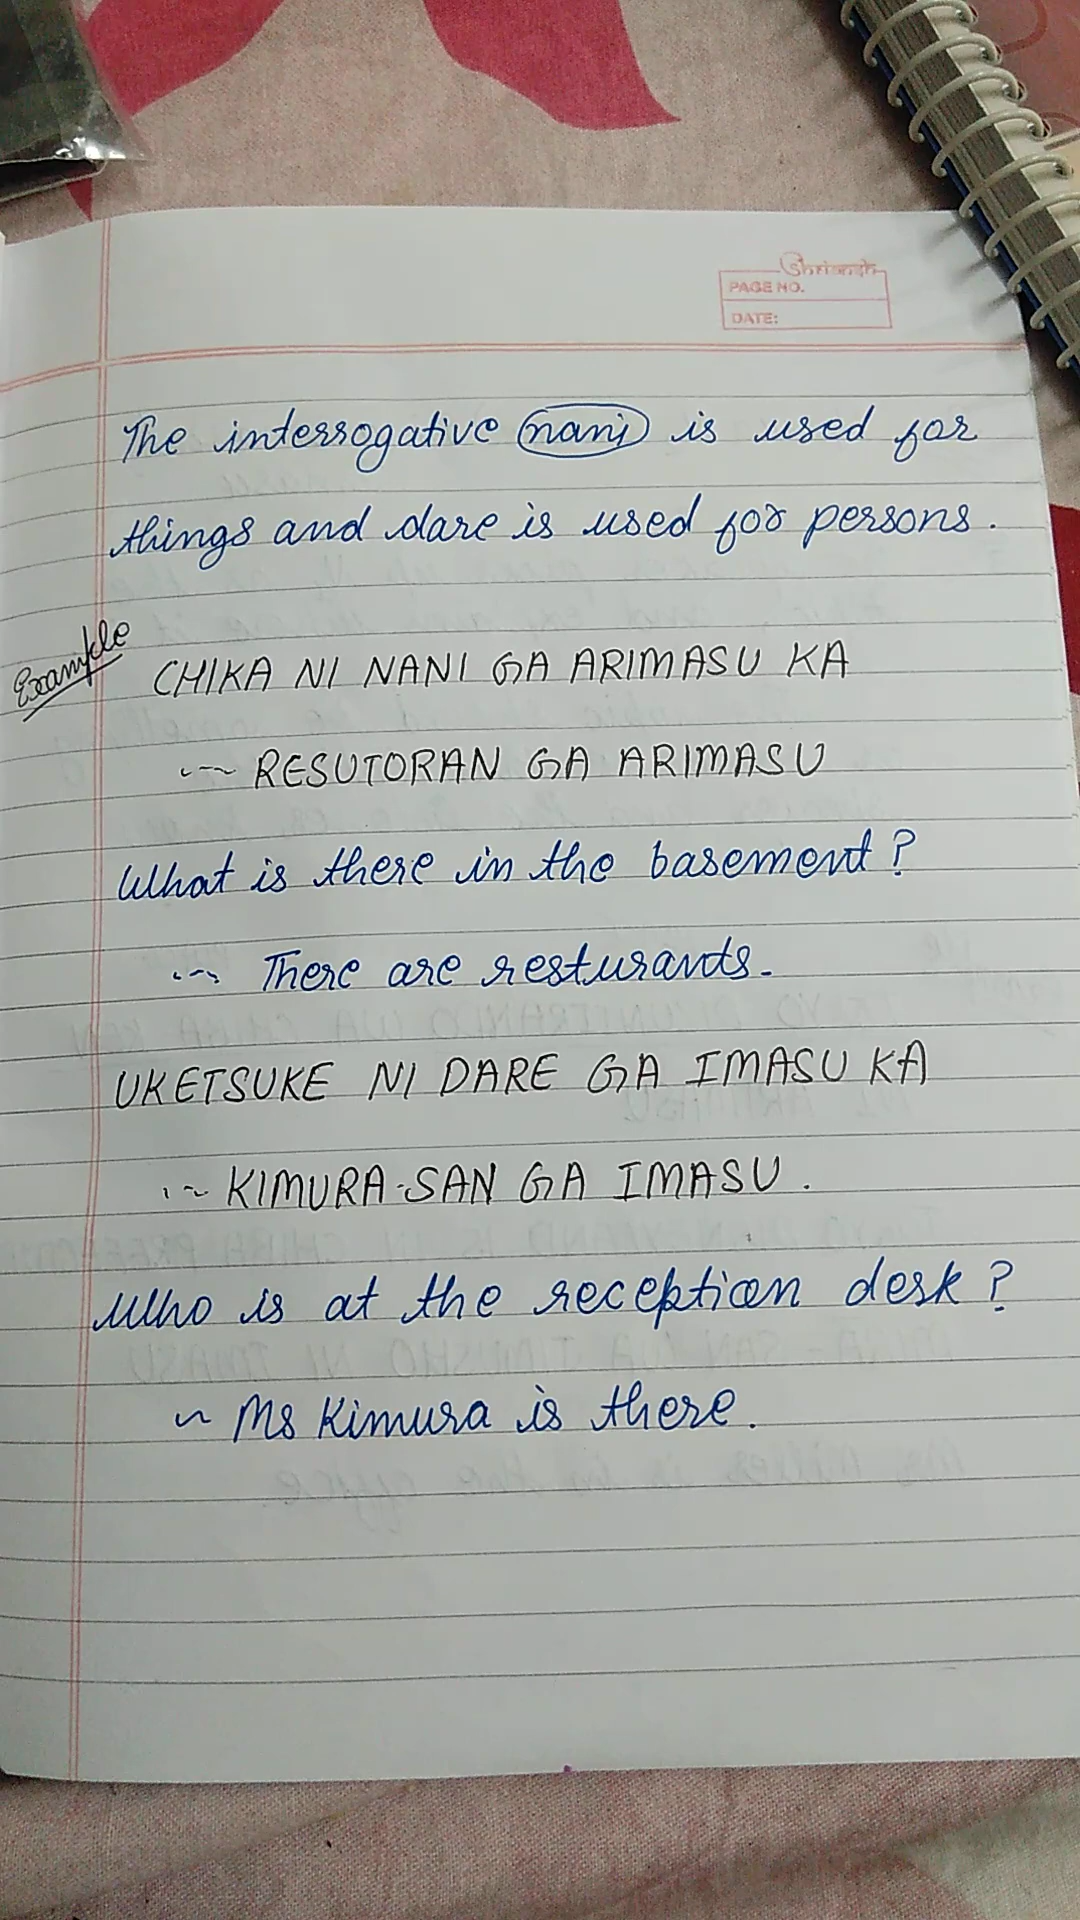 Shriansh
PAGE NO.
DATE:
The interrogative nani is used for
things and dare is used for persons.
Example
CHIKA NI NANI GA ARIMASU KA
~ RESUTORAN GA ARIMASU
What is there in the basement?
~ There are resturants.
UKETSUKE NI DARE GA IMASU KA
~ KIMURA-SAN GA IMASU.
Who is at the reception desk?
~ Ms Kimura is there.